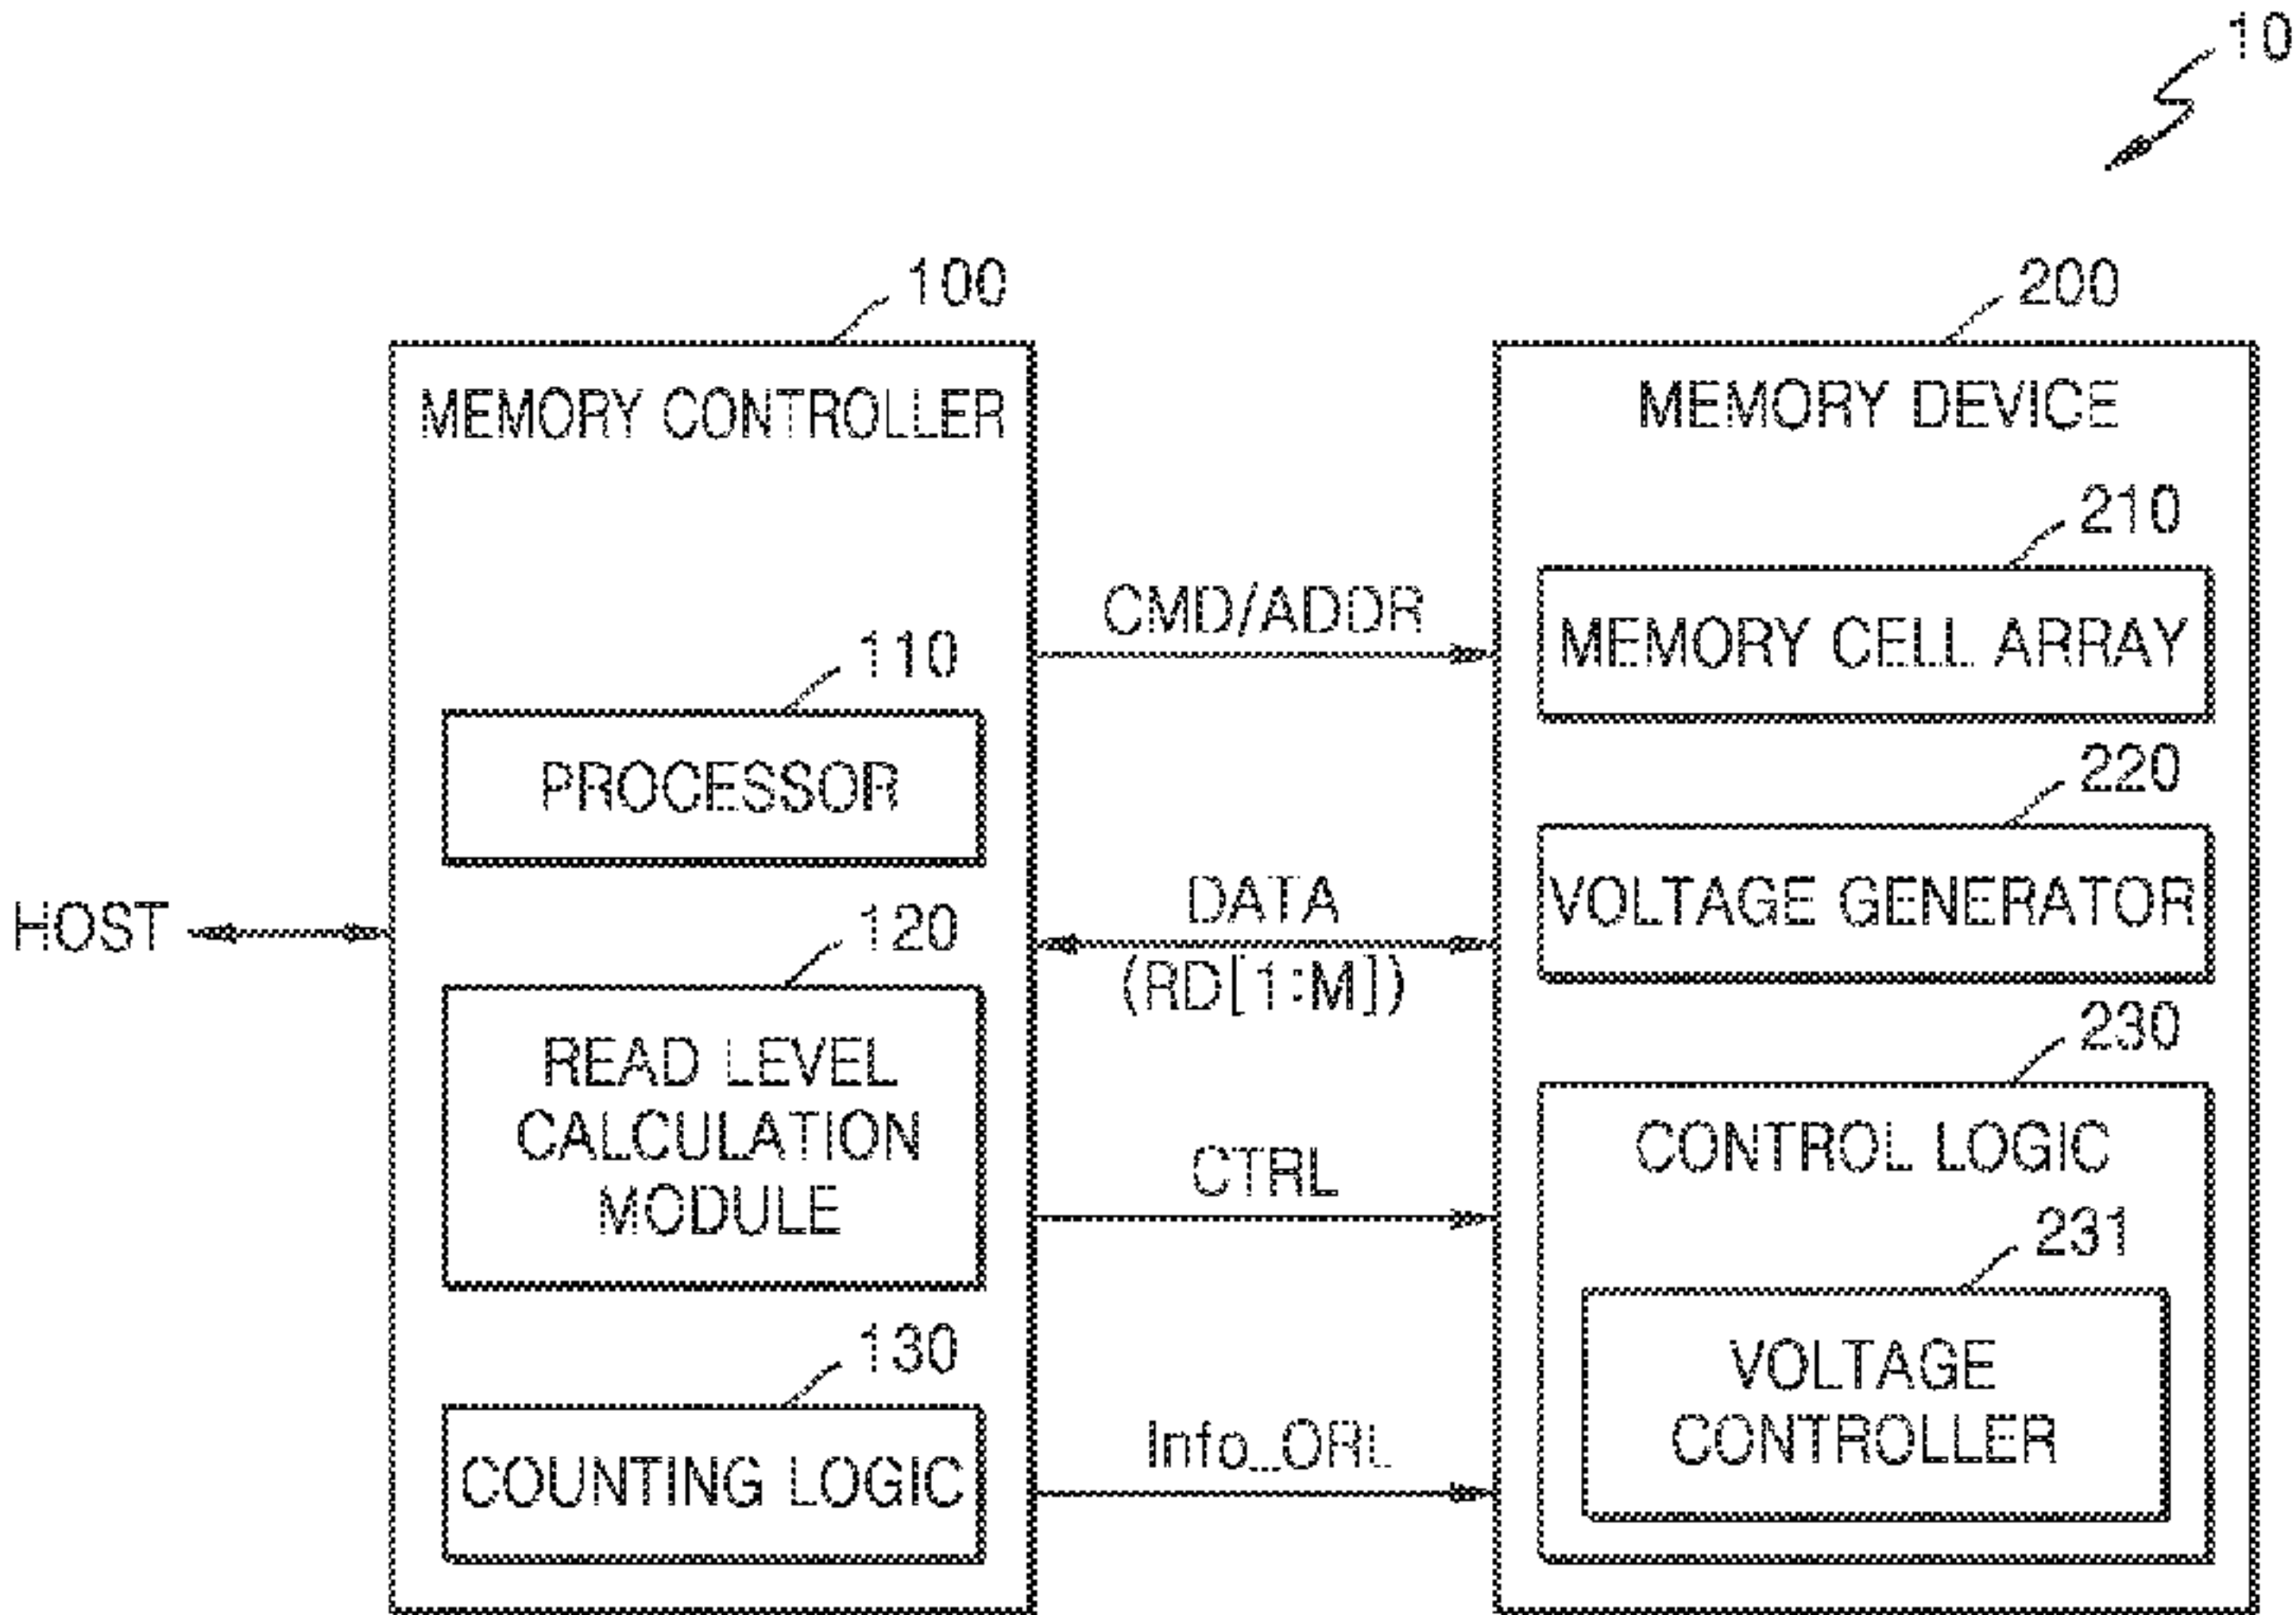 10
100
200
MEMORY CONTROLLER
MEMORY DEVICE
210
CMD/ADDR
MEMORY CELL ARRAY
110
PROCESSOR
220
VOLTAGE GENERATOR
HOST
DATA
(RD[1:M])
120
READ LEVEL
CALCULATION
MODULE
230
CONTROL LOGIC
CTRL
231
VOLTAGE
CONTROLLER
130
COUNTING LOGIC
Info_ORL